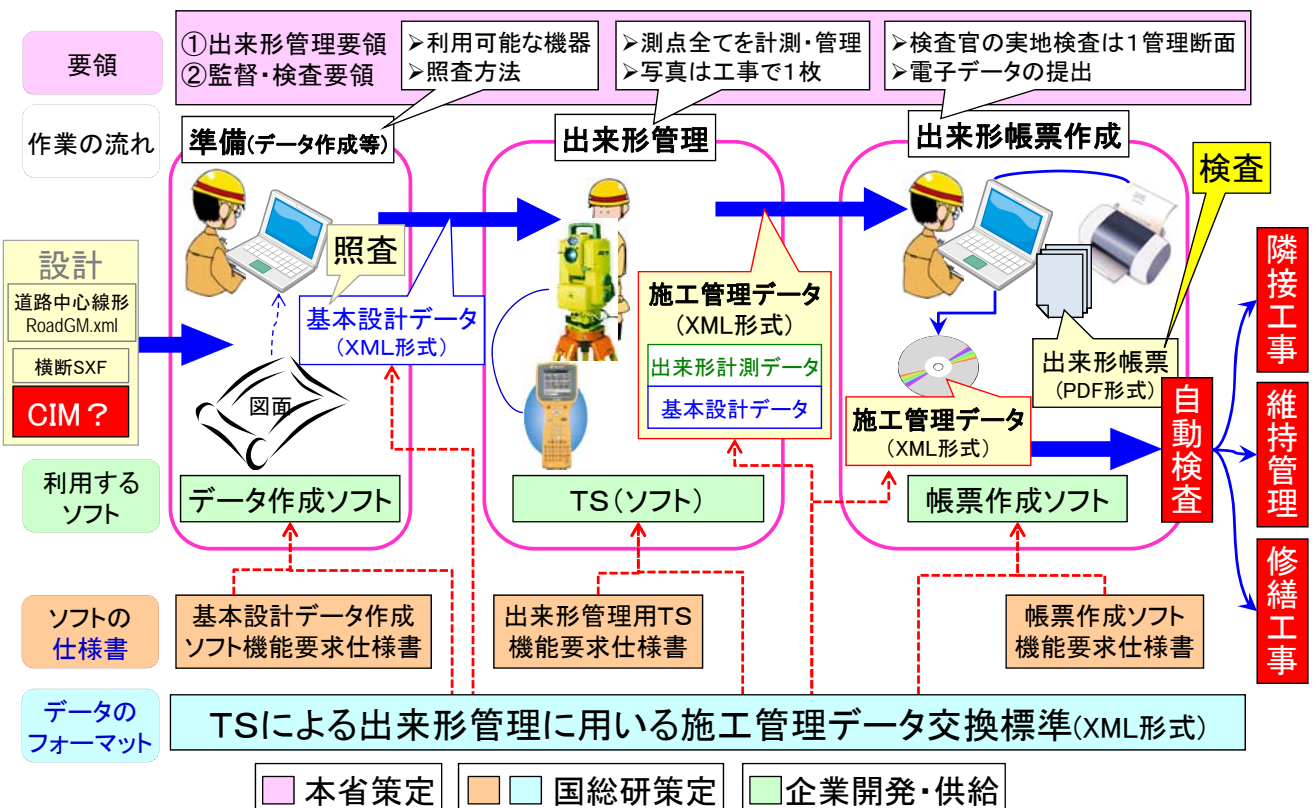 要領
①出来形管理要領
②監督・検査要領
➢利用可能な機器
➢照査方法
➢測点全てを計測・管理
➢写真は工事で1枚
➢検査官の実地検査は1管理断面
➢電子データの提出
作業の流れ
準備(データ作成等)
出来形管理
出来形帳票作成
検査
設計
道路中心線形
RoadGM.xml
横断SXF
CIM？
照査
基本設計データ
(XML形式)
図面
施工管理データ
(XML形式)
出来形計測データ
基本設計データ
出来形帳票
(PDF形式)
施工管理データ
(XML形式)
自動検査
隣接工事
維持管理
修繕工事
利用する
ソフト
データ作成ソフト
TS(ソフト)
帳票作成ソフト
ソフトの
仕様書
基本設計データ作成
ソフト機能要求仕様書
出来形管理用TS
機能要求仕様書
帳票作成ソフト
機能要求仕様書
データの
フォーマット
TSによる出来形管理に用いる施工管理データ交換標準(XML形式)
本省策定
国総研策定
企業開発・供給